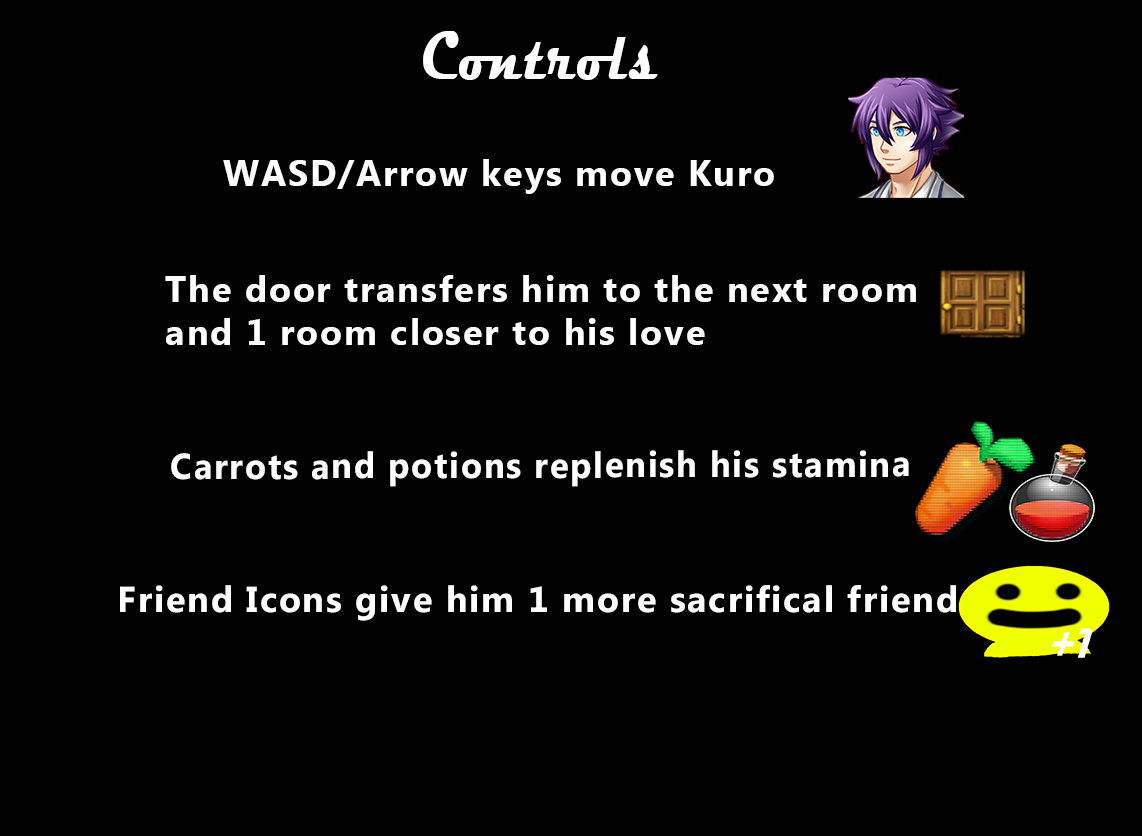 Controls
WASD/Arrow keys move Kuro
The door transfers him to the next room
and 1 room closer to his love
Carrots and potions replenish his stamina
Friend Icons give him 1 more sacrifical friend
+1